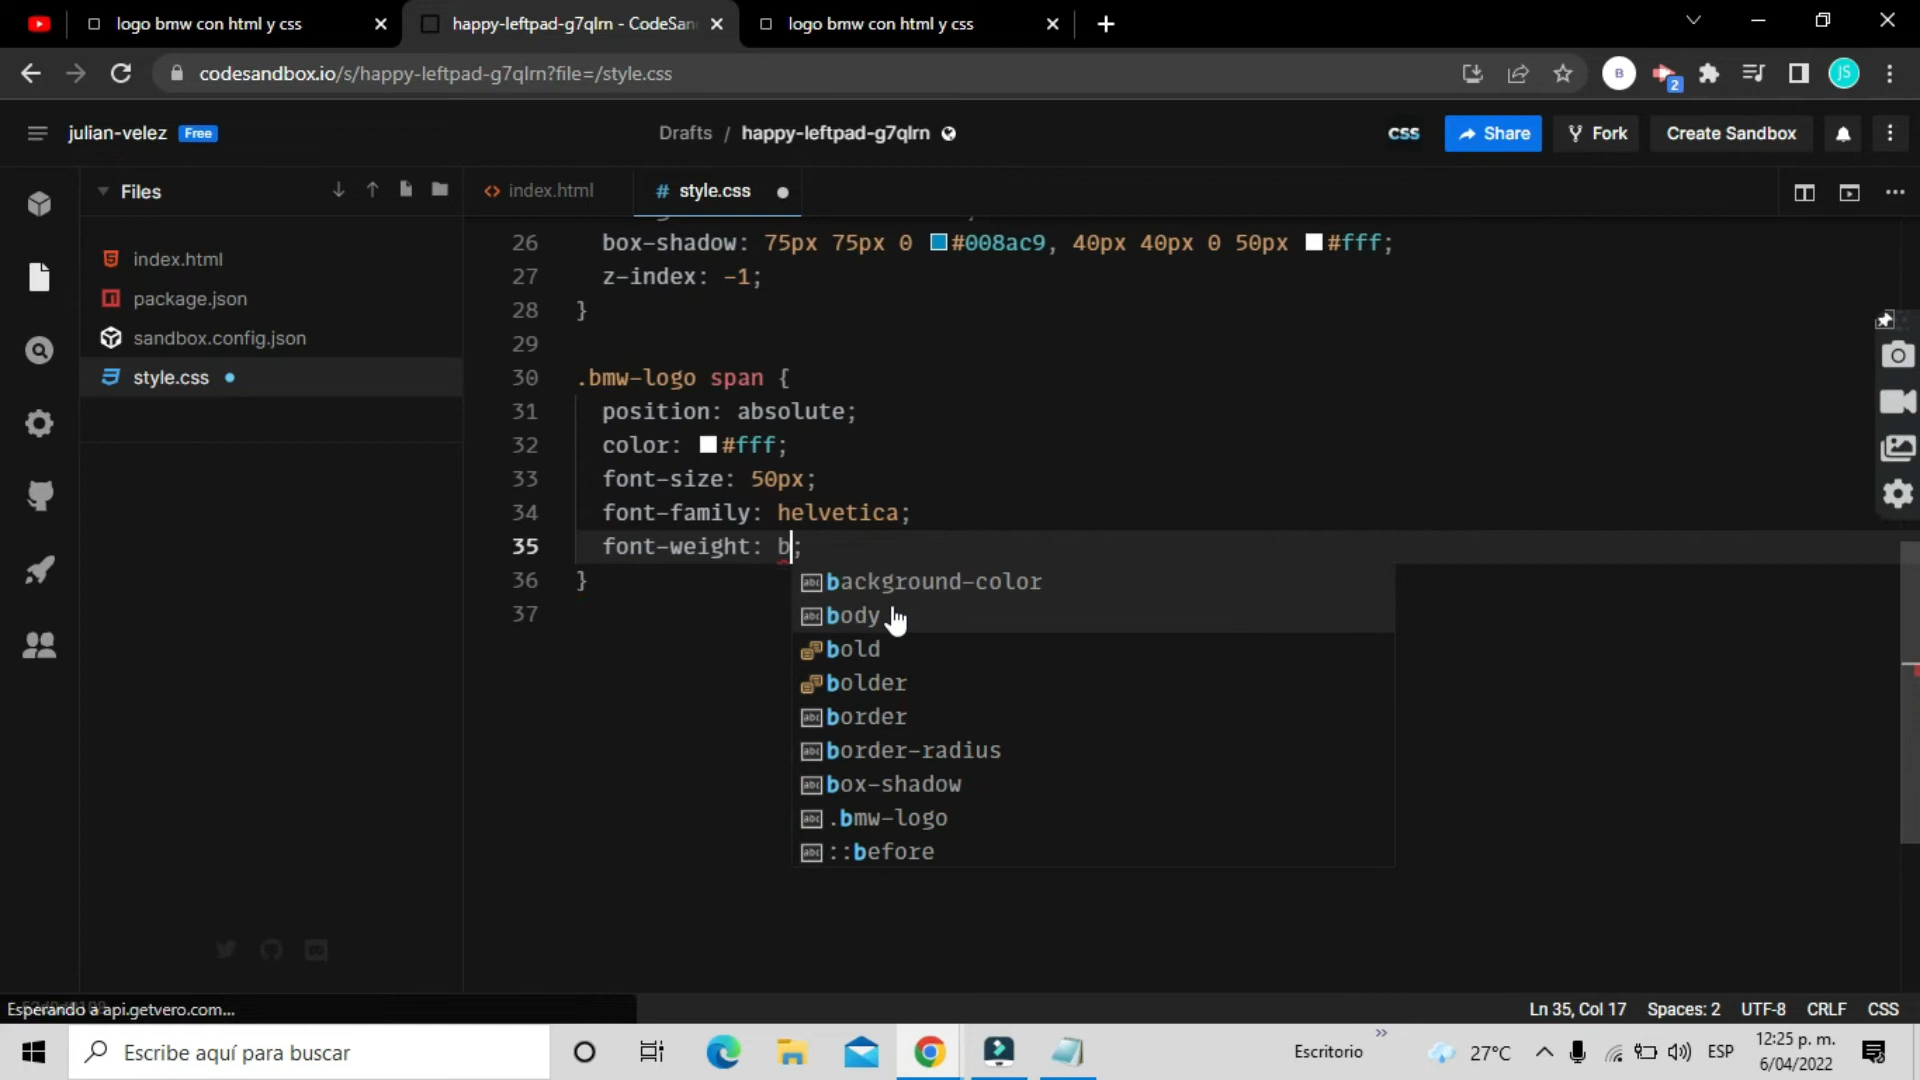 logo bmw con html y css
happy-leftpad-g7qlrn - CodeSan
logo bmw con html y css
codesandbox.io/s/happy-leftpad-g7qlrn?file=/style.css
B
2
JS
julian-velez Free
Drafts / happy-leftpad-g7qlrn
CSS
Share
Fork
Create Sandbox
Files
<> index.html
# style.css
index.html
package.json
sandbox.config.json
style.css
26 box-shadow: 75px 75px 0 #008ac9, 40px 40px 0 50px #fff;
27 z-index: -1;
28 }
29
30 .bmw-logo span {
31 position: absolute;
32 color: #fff;
33 font-size: 50px;
34 font-family: helvetica;
35 font-weight: b;
36 }
37
background-color
body
bold
bolder
border
border-radius
box-shadow
.bmw-logo
::before
Esperando a api.getvero.com...
Ln 35, Col 17
Spaces: 2
UTF-8
CRLF
CSS
Escribe aquí para buscar
Escritorio
27°C
ESP
12:25 p. m.
6/04/2022